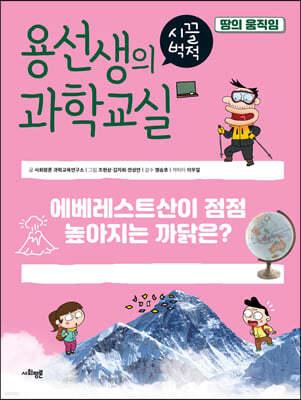 땅의 움직임
용선생의
시끌
벅적
과학교실
글 사회평론 과학교육연구소 | 그림 조현상·김지희·전성연 | 감수 맹승호 | 캐릭터 이우일
에베레스트산이 점점
높아지는 까닭은?
사회평론